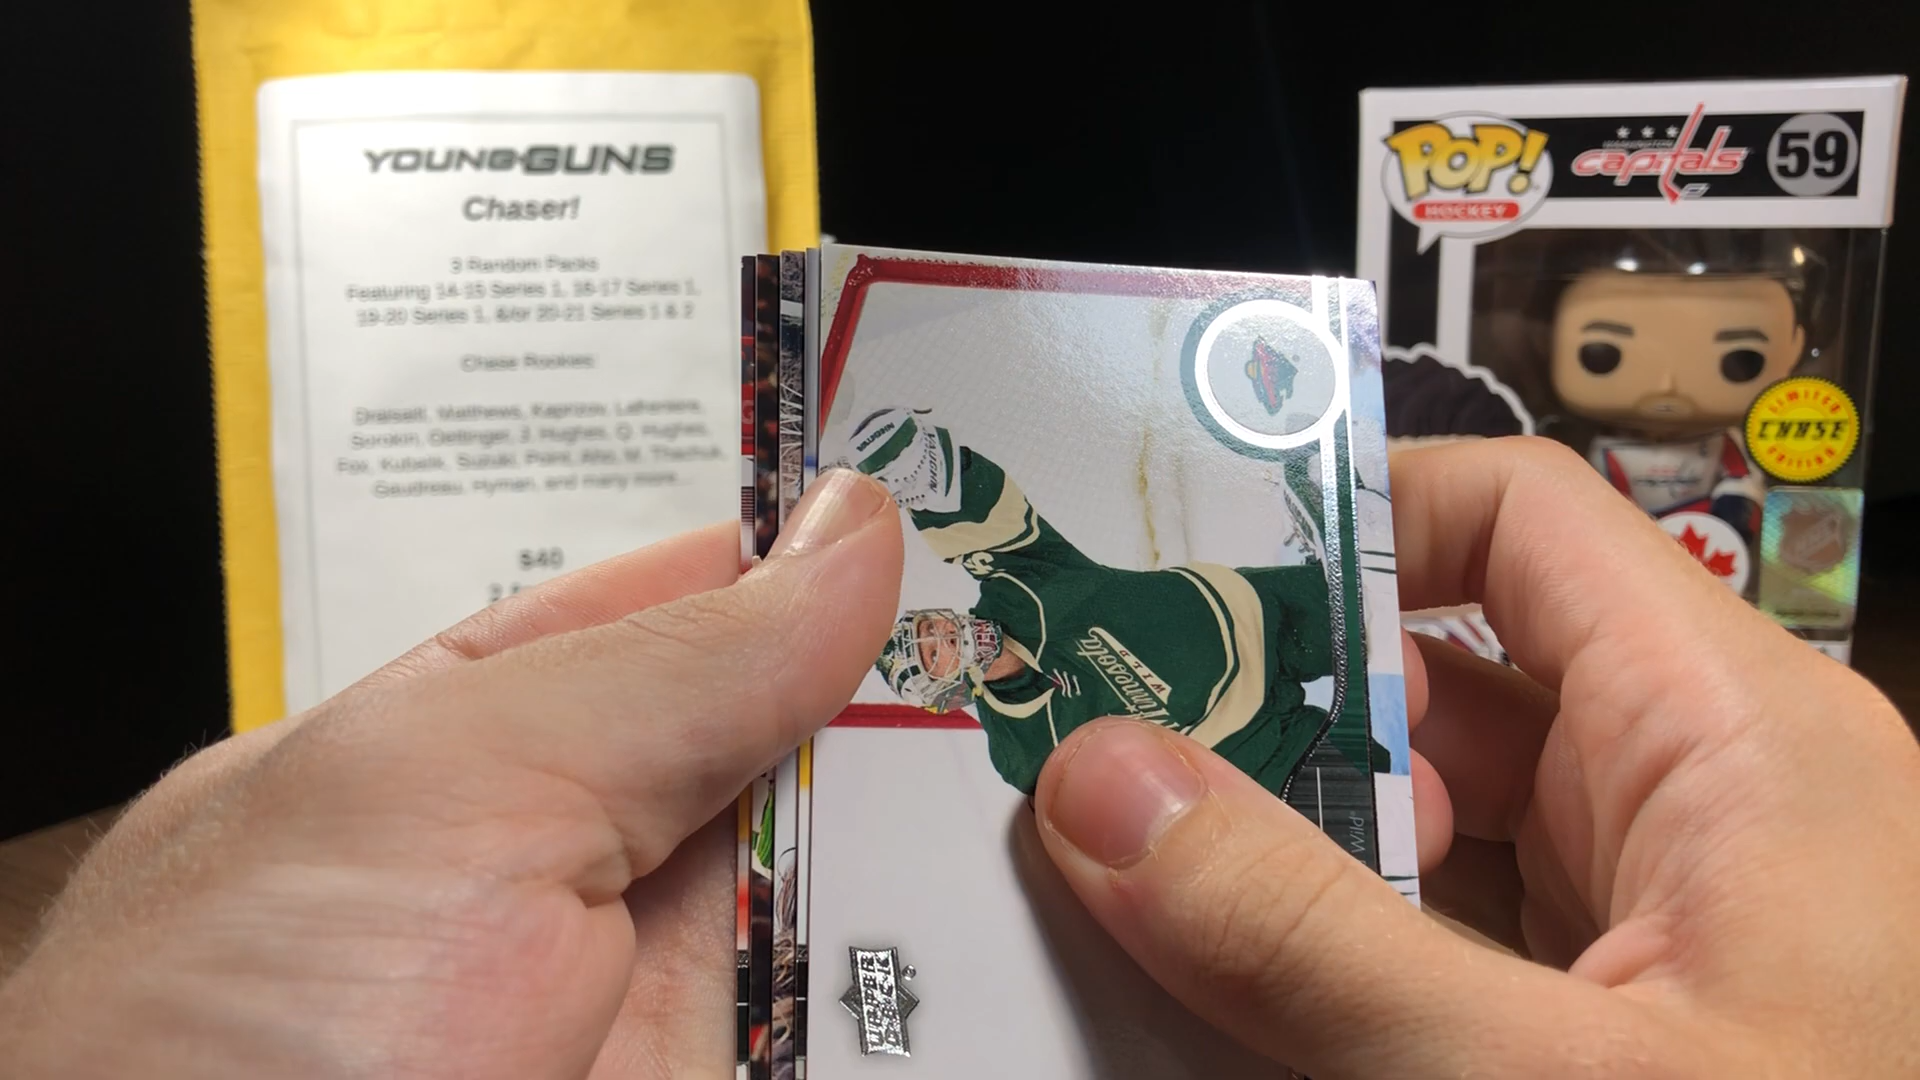 YOUNG GUNS
Chaser!
3 Random Packs
Featuring 14-15 Series 1, 16-17 Series 1,
19-20 Series 1, &/or 20-21 Series 1 & 2
Chase Rookies:
Draisaitl, Matthews, Kaprizov, Lafreniere,
Sorokin, Oettinger, J. Hughes, Q. Hughes,
Fox, Kubalik, Suzuki, Point, Aho, M. Tkachuk,
Gaudreau, Hyman, and many more...
$40
POP!
HOCKEY
capitals
59
LIMITED
CHASE
EDITION
VAUGHN
VAUGHN
Minnesota
WILD
Wild
UPPER
DECK